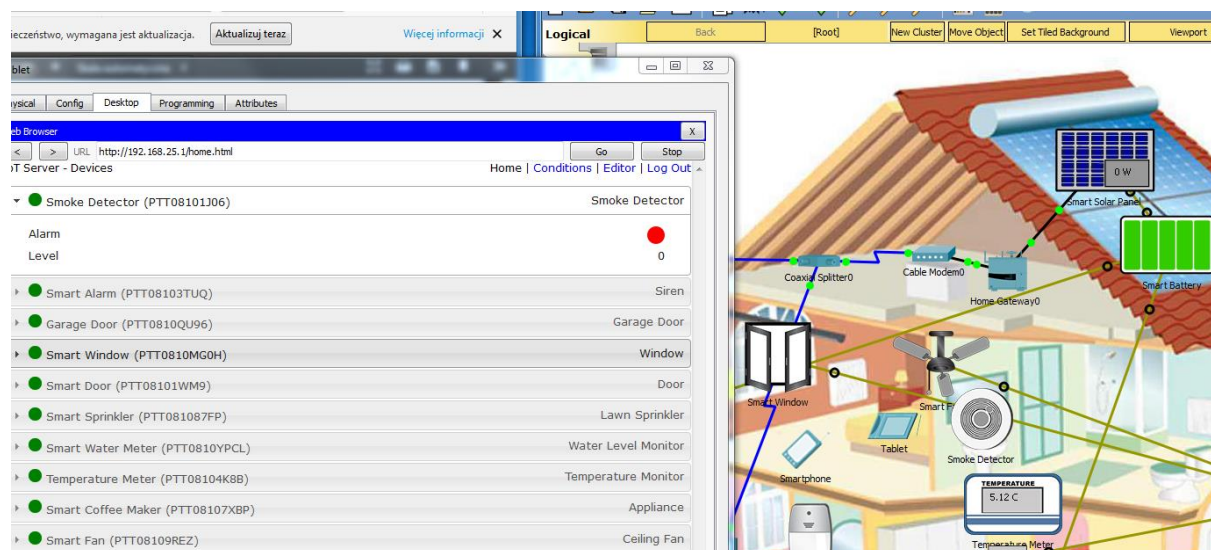 ieczeństwo, wymagana jest aktualizacja. Aktualizuj teraz Więcej informacji X
blet
ysical Config Desktop Programming Attributes
eb Browser X
< > URL http://192.168.25.1/home.html Go Stop
oT Server - Devices Home | Conditions | Editor | Log Out
Smoke Detector (PTT08101J06) Smoke Detector
Alarm
Level 0
Smart Alarm (PTT08103TUQ) Siren
Garage Door (PTT0810QU96) Garage Door
Smart Window (PTT0810MG0H) Window
Smart Door (PTT08101WM9) Door
Smart Sprinkler (PTT081087FP) Lawn Sprinkler
Smart Water Meter (PTT0810YPCL) Water Level Monitor
Temperature Meter (PTT08104K8B) Temperature Monitor
Smart Coffee Maker (PTT08107XBP) Appliance
Smart Fan (PTT08109REZ) Ceiling Fan
Logical Back [Root] New Cluster Move Object Set Tiled Background Viewport
0 W
Smart Solar Panel
Coaxial Splitter0
Cable Modem0
Home Gateway0
Smart Battery
Smart Window
Smart F
Tablet
Smoke Detector
Smartphone
TEMPERATURE
5.12 C
Temperature Meter